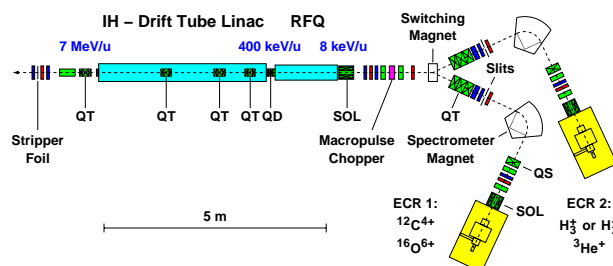 IH – Drift Tube Linac RFQ
Switching
Magnet
7 MeV/u 400 keV/u 8 keV/u
Slits
QT QT QT QT QD SOL QT
Stripper
Foil
Macropulse
Chopper
Spectrometer
Magnet
QS
5 m
ECR 1:
¹²C⁴⁺
¹⁶O⁶⁺
SOL
ECR 2:
H₃⁺ or H
³He⁺